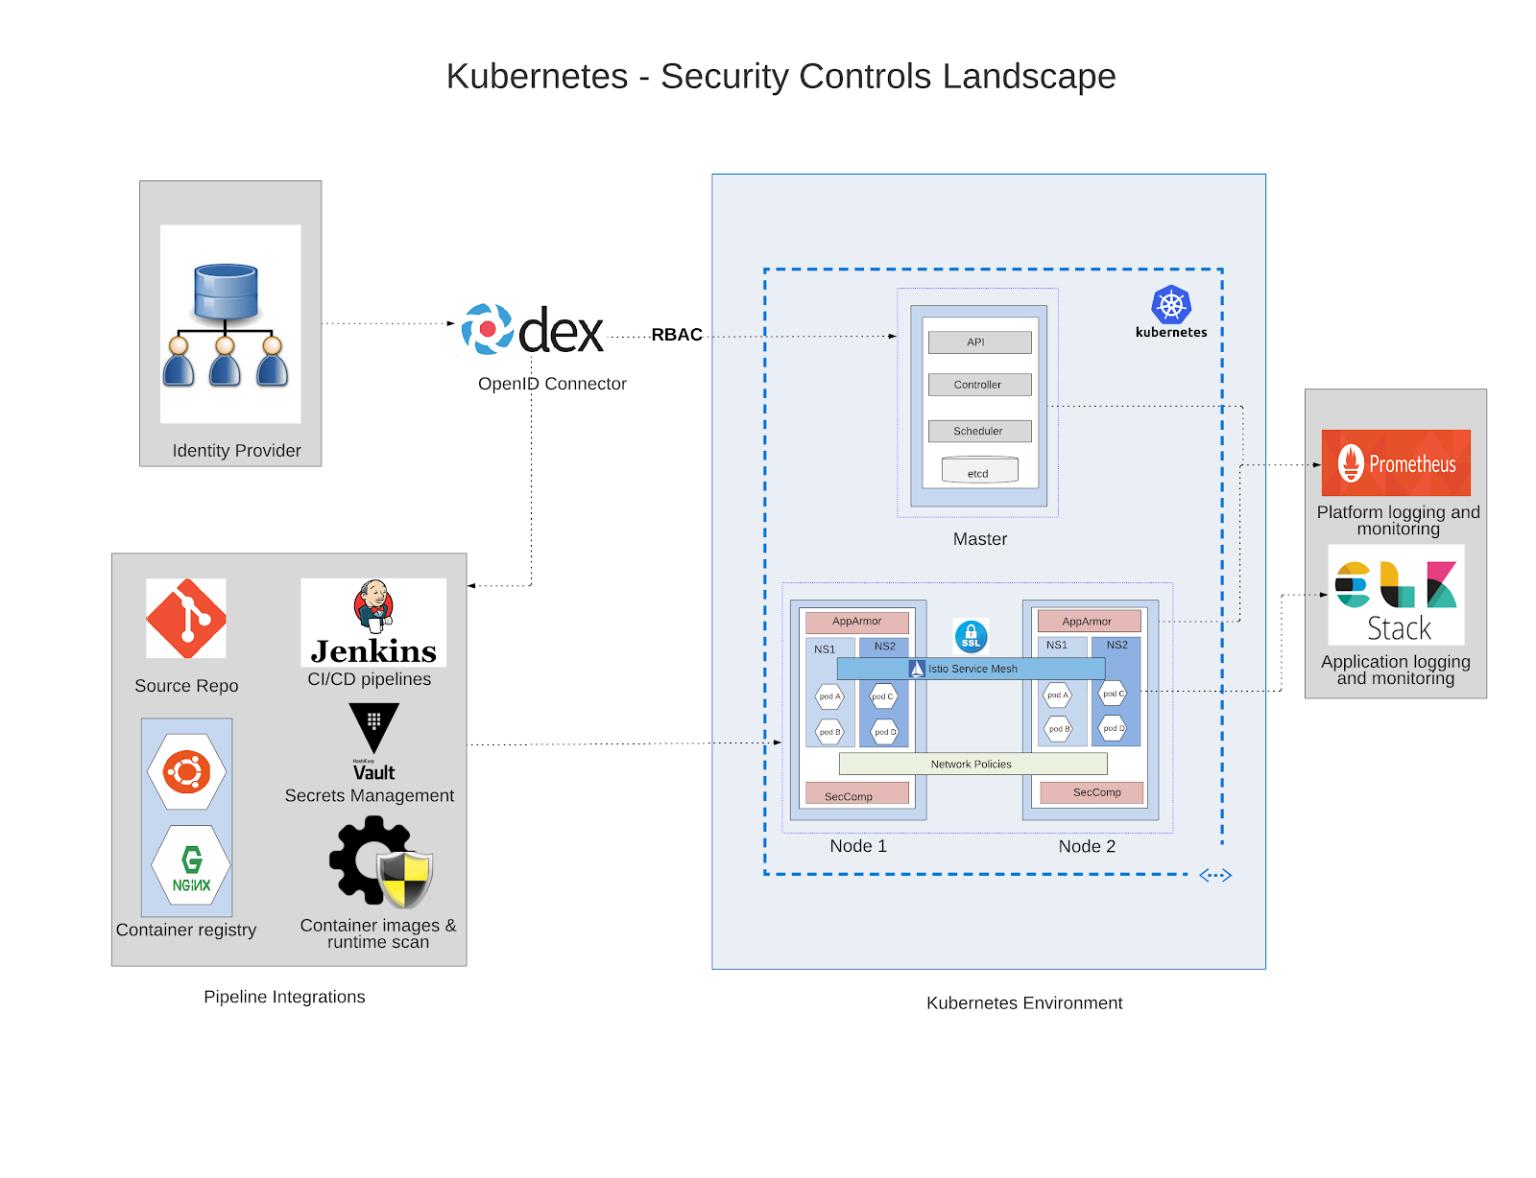 Kubernetes - Security Controls Landscape
Identity Provider
dex
OpenID Connector
RBAC
kubernetes
API
Controller
Scheduler
etcd
Master
Prometheus
Platform logging and
monitoring
Stack
Application logging
and monitoring
Source Repo
Jenkins
CI/CD pipelines
HashiCorp
Vault
Secrets Management
NGiNX
Container registry
Container images &
runtime scan
Pipeline Integrations
AppArmor
NS1
NS2
pod A
pod C
pod B
pod D
SecComp
Node 1
SSL
Istio Service Mesh
Network Policies
AppArmor
NS1
NS2
pod A
pod C
pod B
pod D
SecComp
Node 2
Kubernetes Environment